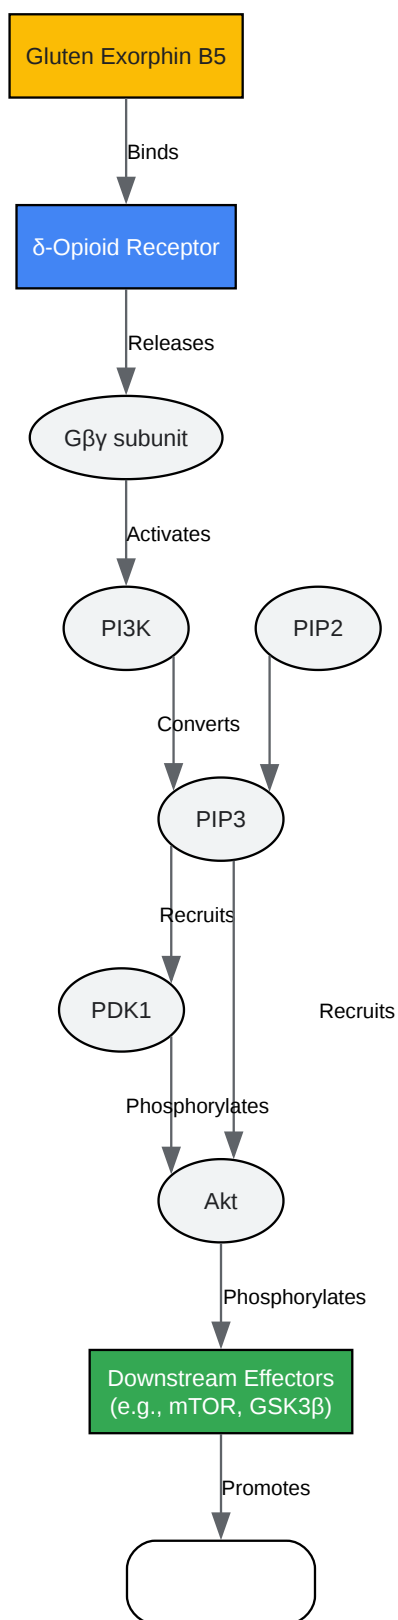 Gluten Exorphin B5
Binds
δ-Opioid Receptor
Releases
Gβγ subunit
Activates
PI3K
PIP2
Converts
PIP3
Recruits
PDK1
Recruits
Phosphorylates
Akt
Phosphorylates
Downstream Effectors
(e.g., mTOR, GSK3β)
Promotes